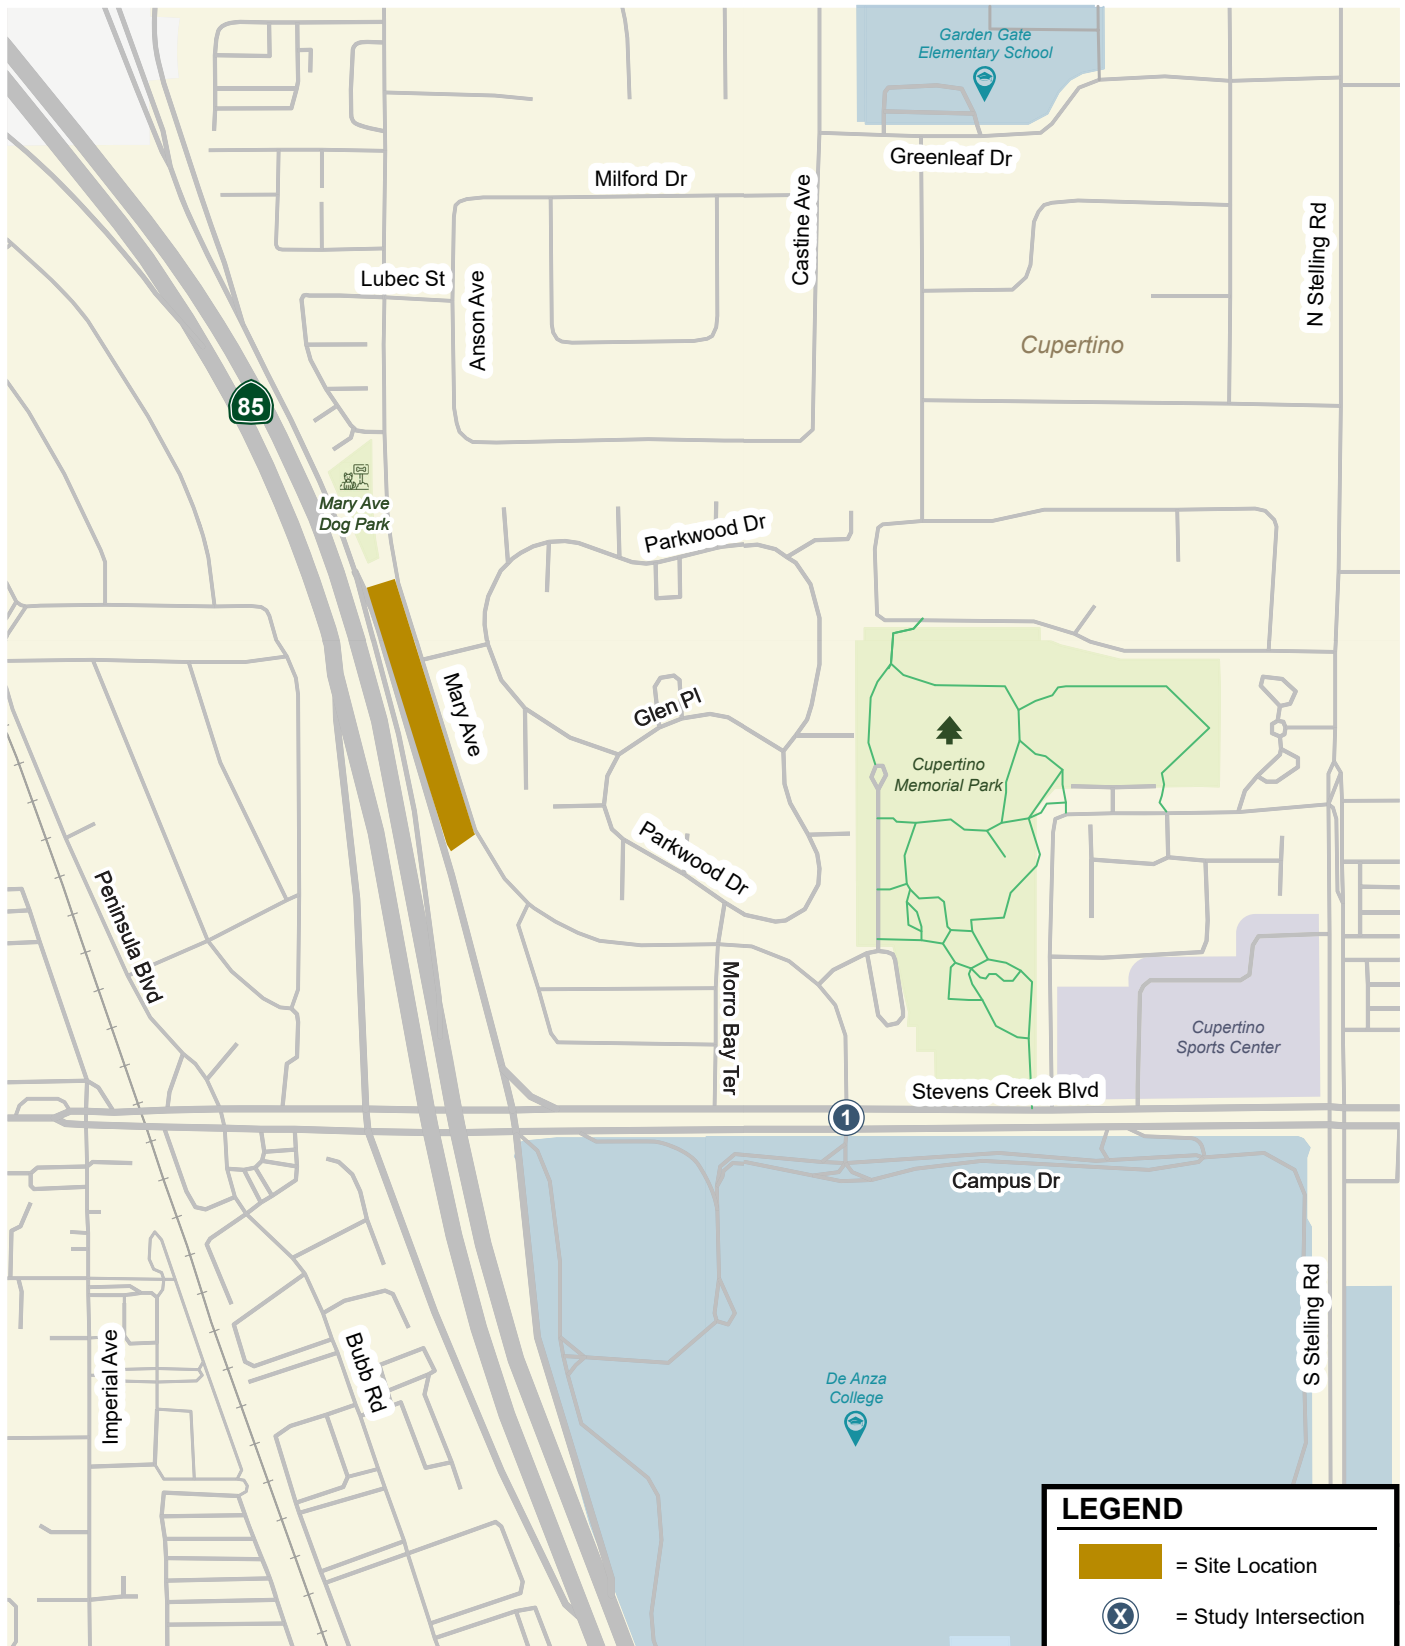 Garden Gate
Elementary School
Greenleaf Dr
Milford Dr
Castine Ave
N Stelling Rd
Lubec St
Anson Ave
Cupertino
85
Mary Ave
Dog Park
Parkwood Dr
Mary Ave
Glen Pl
Cupertino
Memorial Park
Parkwood Dr
Peninsula Blvd
Morro Bay Ter
Cupertino
Sports Center
Stevens Creek Blvd
1
Campus Dr
S Stelling Rd
Imperial Ave
Bubb Rd
De Anza
College
LEGEND
= Site Location
X = Study Intersection